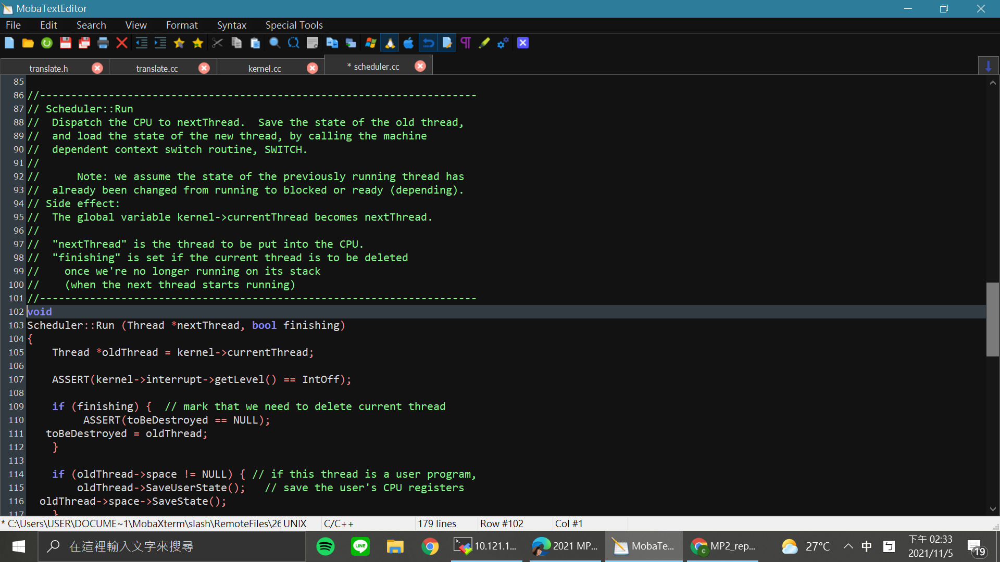 MobaTextEditor
File Edit Search View Format Syntax Special Tools
translate.h translate.cc kernel.cc * scheduler.cc
85
86 //----------------------------------------------------------------------
87 // Scheduler::Run
88 //  Dispatch the CPU to nextThread.  Save the state of the old thread,
89 //  and load the state of the new thread, by calling the machine
90 //  dependent context switch routine, SWITCH.
91 //
92 //      Note: we assume the state of the previously running thread has
93 //  already been changed from running to blocked or ready (depending).
94 // Side effect:
95 //  The global variable kernel->currentThread becomes nextThread.
96 //
97 //  "nextThread" is the thread to be put into the CPU.
98 //  "finishing" is set if the current thread is to be deleted
99 //    once we're no longer running on its stack
100 //    (when the next thread starts running)
101 //----------------------------------------------------------------------
102 void
103 Scheduler::Run (Thread *nextThread, bool finishing)
104 {
105     Thread *oldThread = kernel->currentThread;
106
107     ASSERT(kernel->interrupt->getLevel() == IntOff);
108
109     if (finishing) {  // mark that we need to delete current thread
110          ASSERT(toBeDestroyed == NULL);
111    toBeDestroyed = oldThread;
112     }
113
114     if (oldThread->space != NULL) { // if this thread is a user program,
115         oldThread->SaveUserState();   // save the user's CPU registers
116   oldThread->space->SaveState();
117     }
* C:\Users\USER\DOCUME~1\MobaXterm\slash\RemoteFiles\26 UNIX C/C++ 179 lines Row #102 Col #1
在這裡輸入文字來搜尋 LINE 10.121.1... 2021 MP... MobaTe... C MP2_rep... 27°C 中 ㄅ 下午 02:33
2021/11/5 19